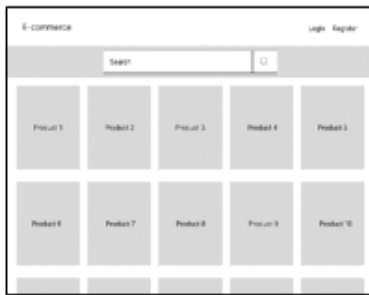 E-commerce
Login Register
Search
Product 1 Product 2 Product 3 Product 4 Product 5
Product 6 Product 7 Product 8 Product 9 Product 10